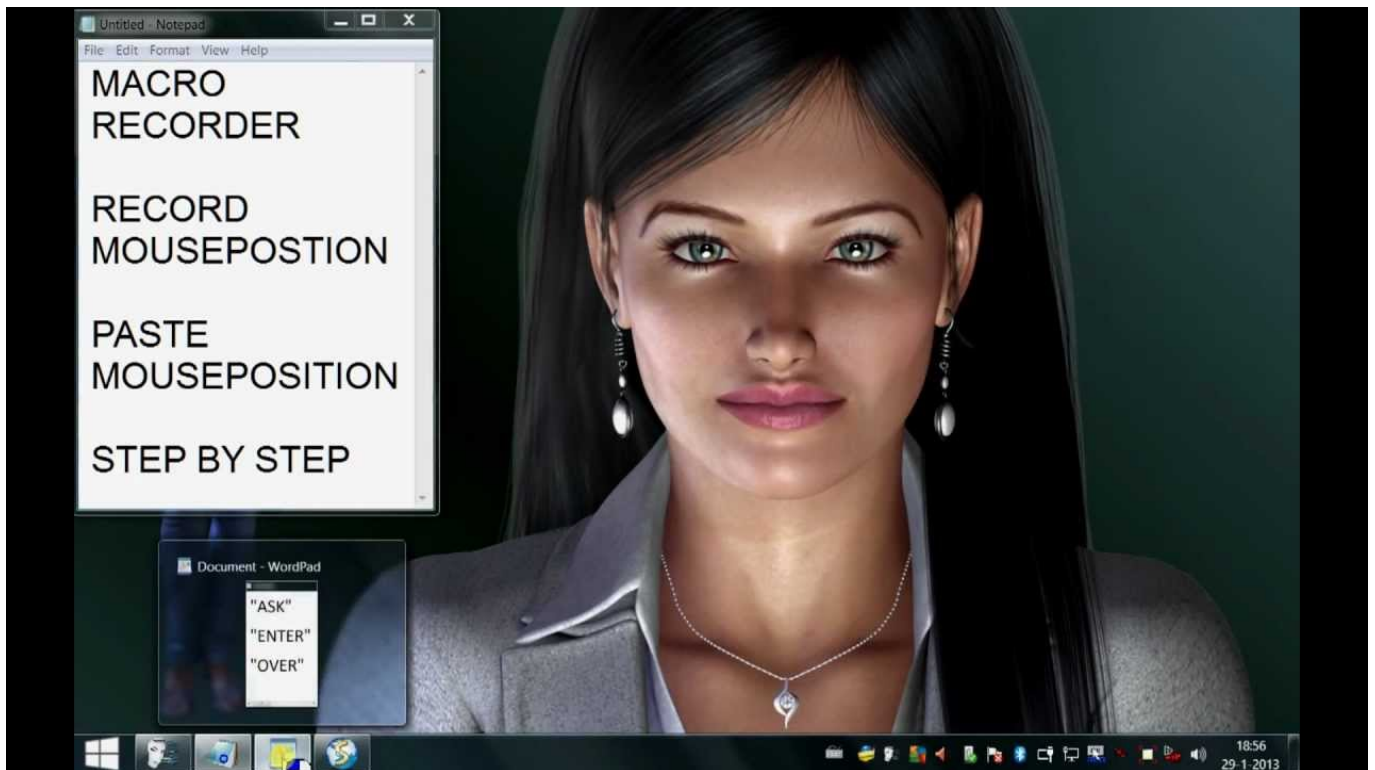 Untitled - Notepad
File Edit Format View Help
MACRO
RECORDER
RECORD
MOUSEPOSTION
PASTE
MOUSEPOSITION
STEP BY STEP
Document - WordPad
"ASK"
"ENTER"
"OVER"
18:56
29-1-2013